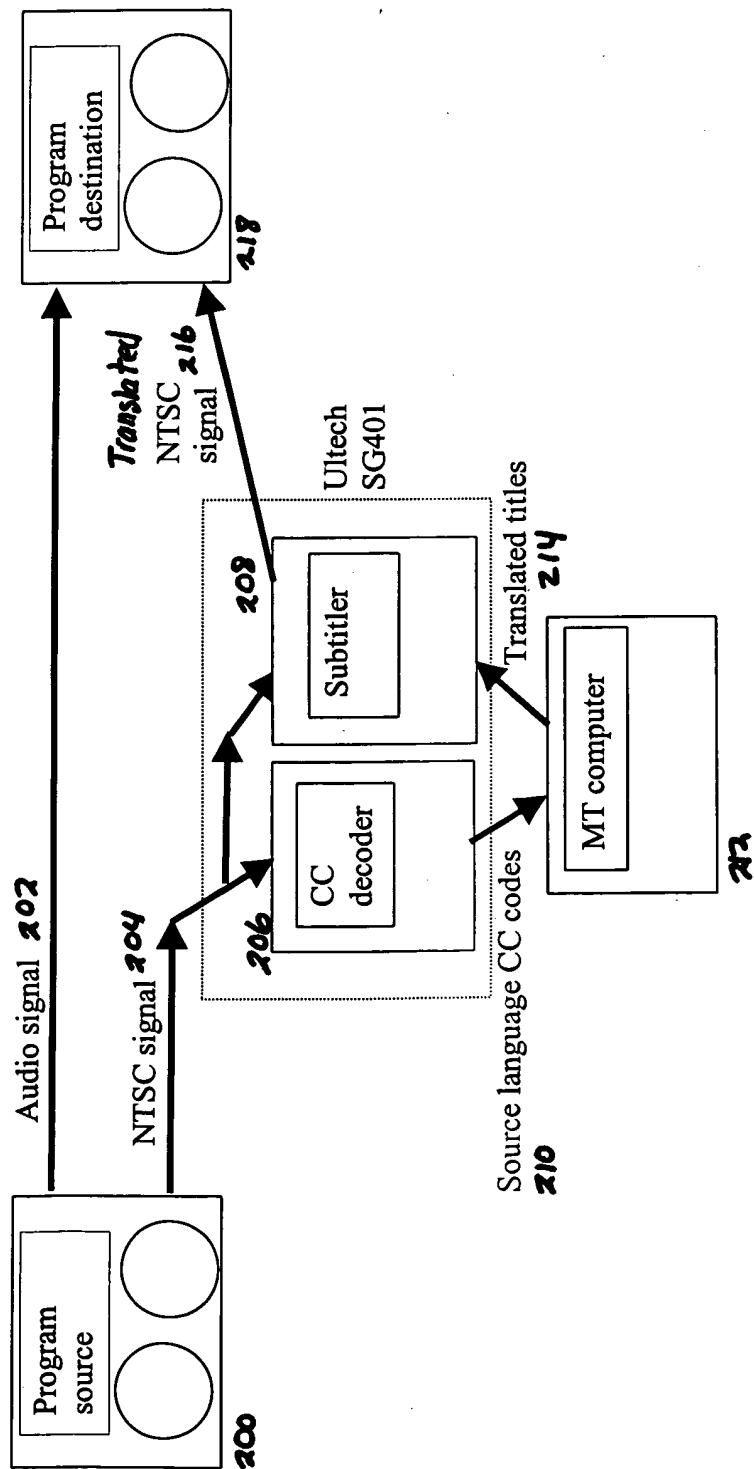 Program
source
200
Audio signal 202
NTSC signal 204
206
CC
decoder
208
Subtitler
Ultech
SG401
Source language CC codes
210
MT computer
212
Translated titles
214
Translated
NTSC 216
signal
Program
destination
218